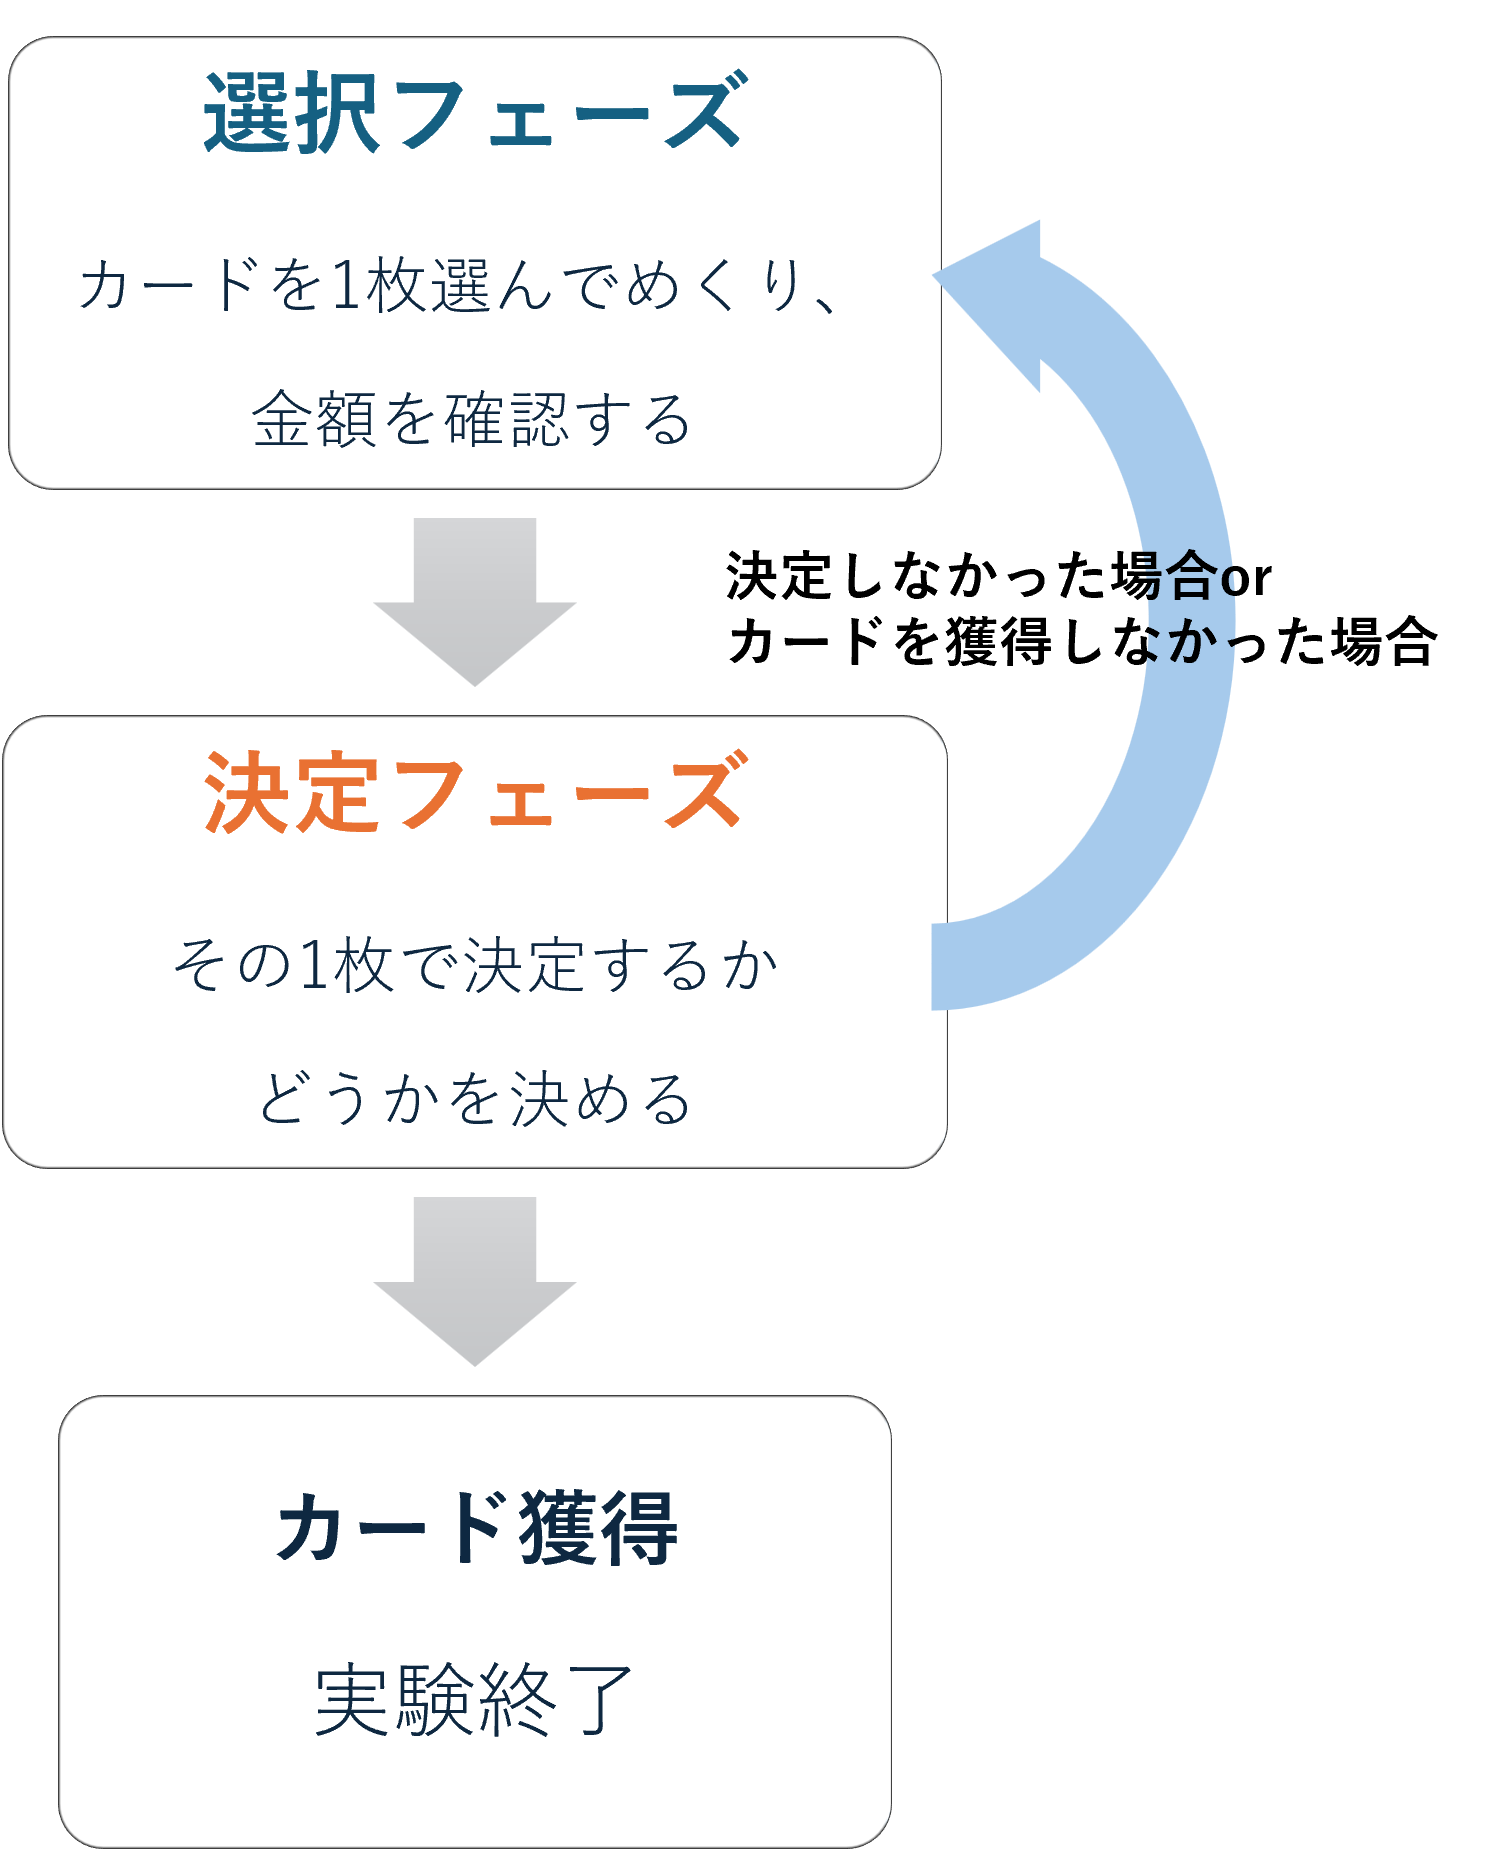 選択フェーズ
カードを1枚選んでめくり、
金額を確認する
決定しなかった場合or
カードを獲得しなかった場合
決定フェーズ
その1枚で決定するか
どうかを決める
カード獲得
実験終了